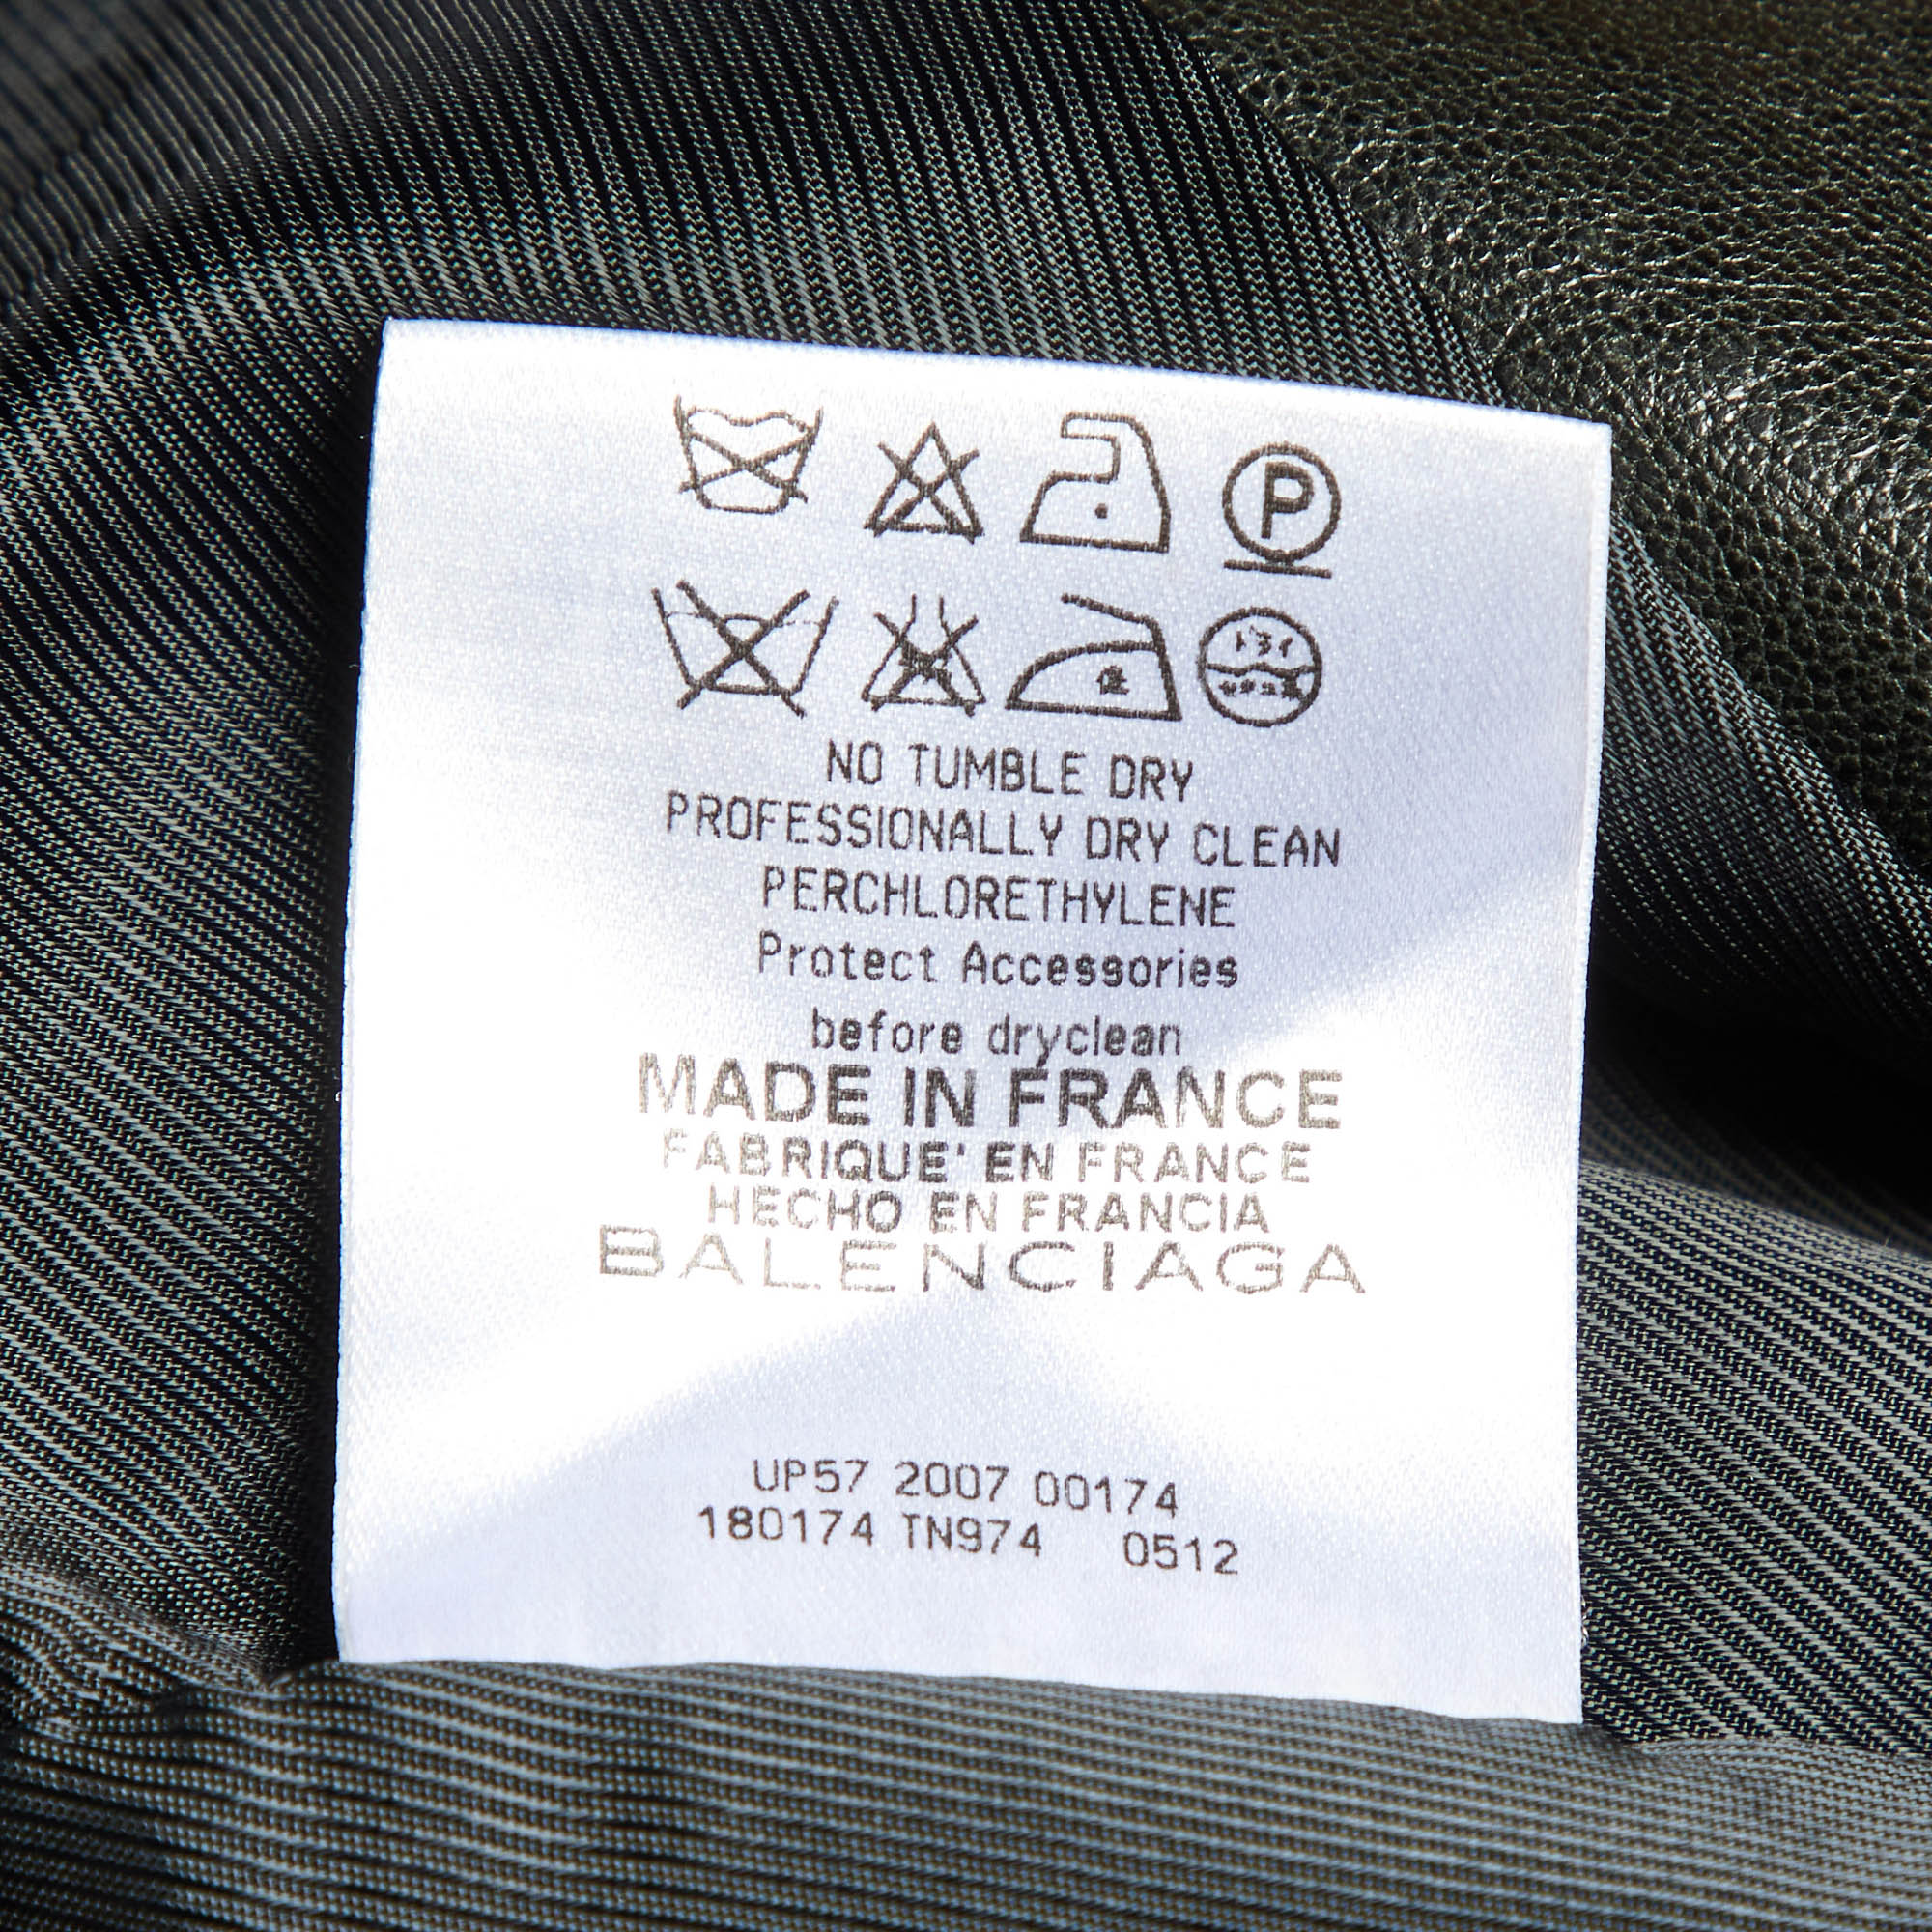 P
NO TUMBLE DRY
PROFESSIONALLY DRY CLEAN
PERCHLORETHYLENE
Protect Accessories
before dryclean
MADE IN FRANCE
FABRIQUE' EN FRANCE
HECHO EN FRANCIA
BALENCIAGA
UP57 2007 00174
180174 TN974 0512